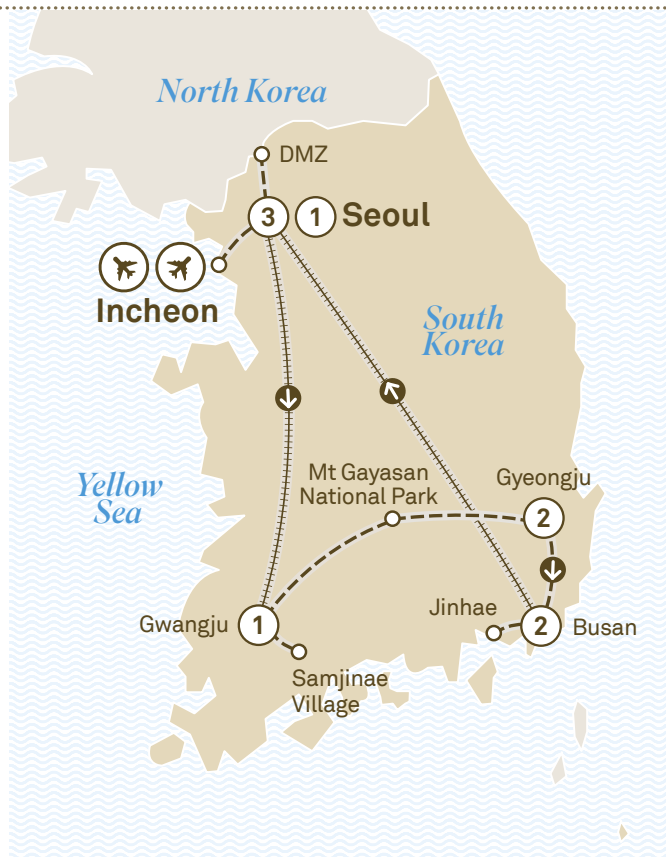 North Korea
DMZ
3 1 Seoul
Incheon
South
Korea
Yellow
Sea
Mt Gayasan
National Park
Gyeongju
2
Gwangju
1
Jinhae
2
Busan
Samjinae
Village